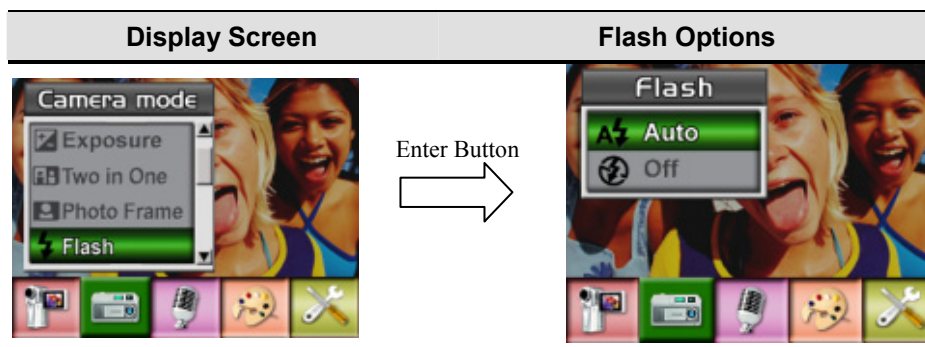 Display Screen
Flash Options
Camera mode
Exposure
Two in One
Photo Frame
Flash
Enter Button
Flash
A Auto
Off